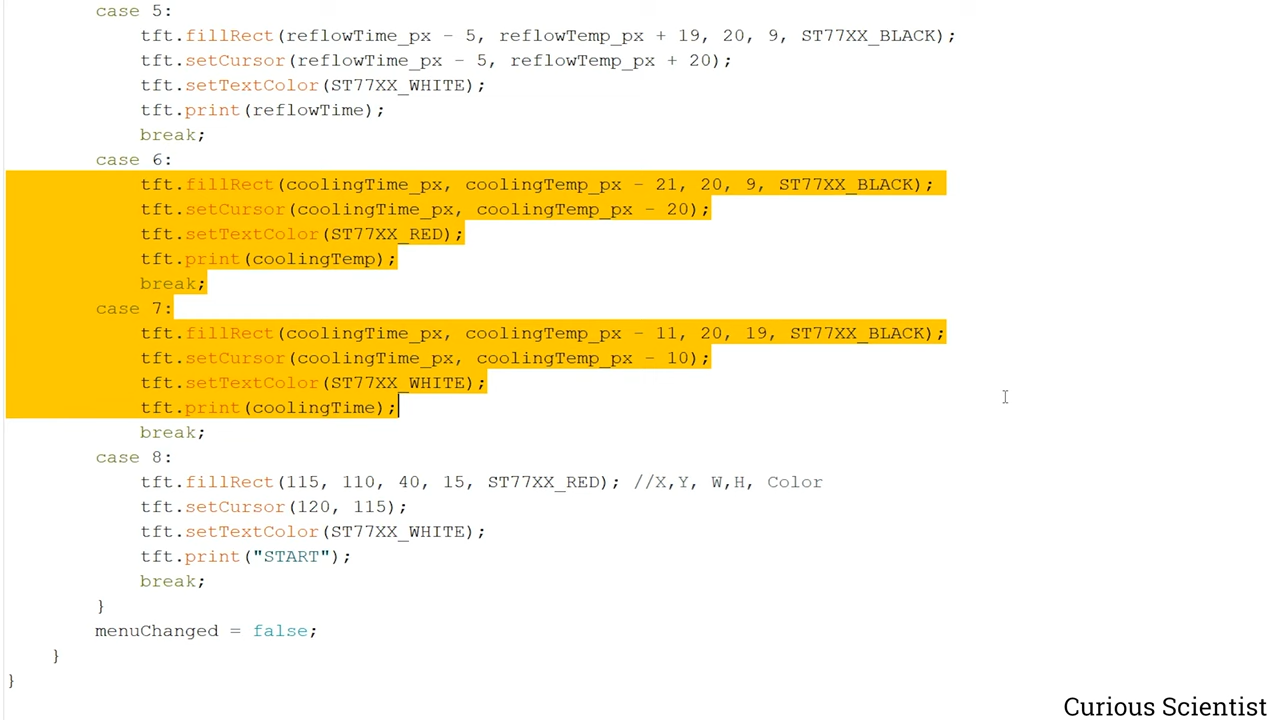 case 5:
tft.fillRect(reflowTime_px - 5, reflowTemp_px + 19, 20, 9, ST77XX_BLACK);
tft.setCursor(reflowTime_px - 5, reflowTemp_px + 20);
tft.setTextColor(ST77XX_WHITE);
tft.print(reflowTime);
break;
case 6:
tft.fillRect(coolingTime_px, coolingTemp_px - 21, 20, 9, ST77XX_BLACK);
tft.setCursor(coolingTime_px, coolingTemp_px - 20);
tft.setTextColor(ST77XX_RED);
tft.print(coolingTemp);
break;
case 7:
tft.fillRect(coolingTime_px, coolingTemp_px - 11, 20, 19, ST77XX_BLACK);
tft.setCursor(coolingTime_px, coolingTemp_px - 10);
tft.setTextColor(ST77XX_WHITE);
tft.print(coolingTime);
break;
case 8:
tft.fillRect(115, 110, 40, 15, ST77XX_RED); //X,Y, W,H, Color
tft.setCursor(120, 115);
tft.setTextColor(ST77XX_WHITE);
tft.print("START");
break;
}
menuChanged = false;
}
}
Curious Scientist